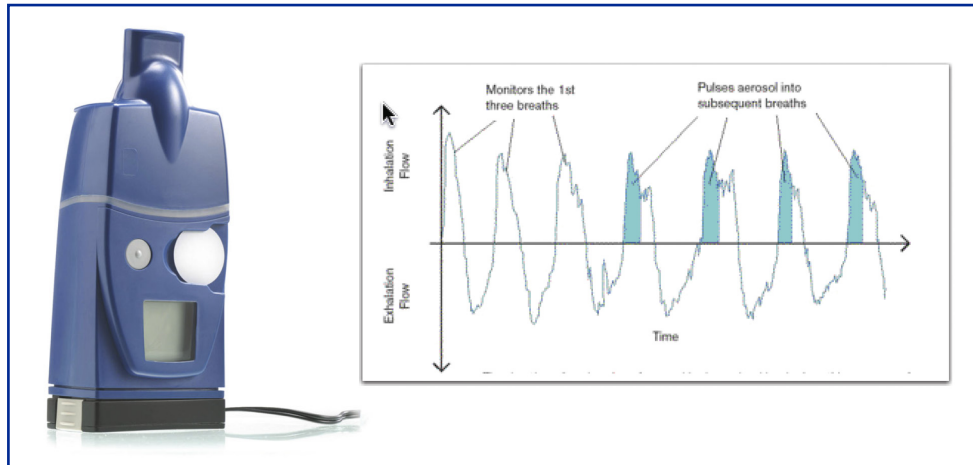 Monitors the 1st
three breaths
Pulses aerosol into
subsequent breaths
Inhalation
Flow
Exhalation
Flow
Time